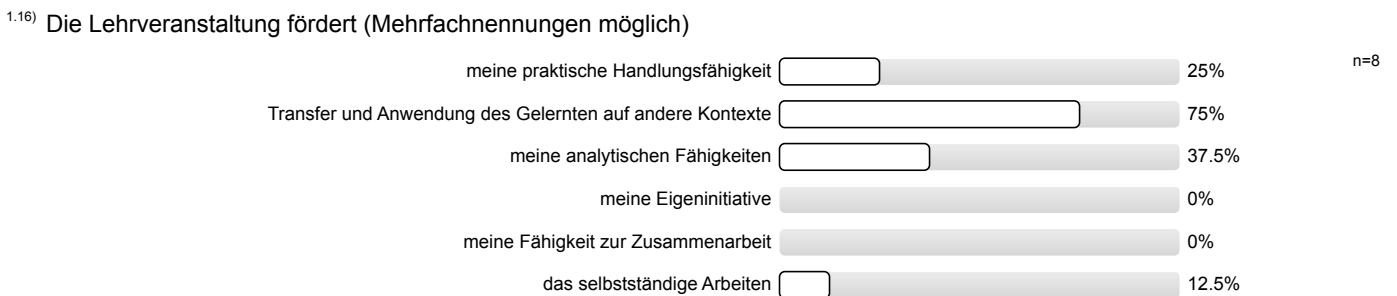 1.16) Die Lehrveranstaltung fördert (Mehrfachnennungen möglich)
meine praktische Handlungsfähigkeit 25% n=8
Transfer und Anwendung des Gelernten auf andere Kontexte 75%
meine analytischen Fähigkeiten 37.5%
meine Eigeninitiative 0%
meine Fähigkeit zur Zusammenarbeit 0%
das selbstständige Arbeiten 12.5%